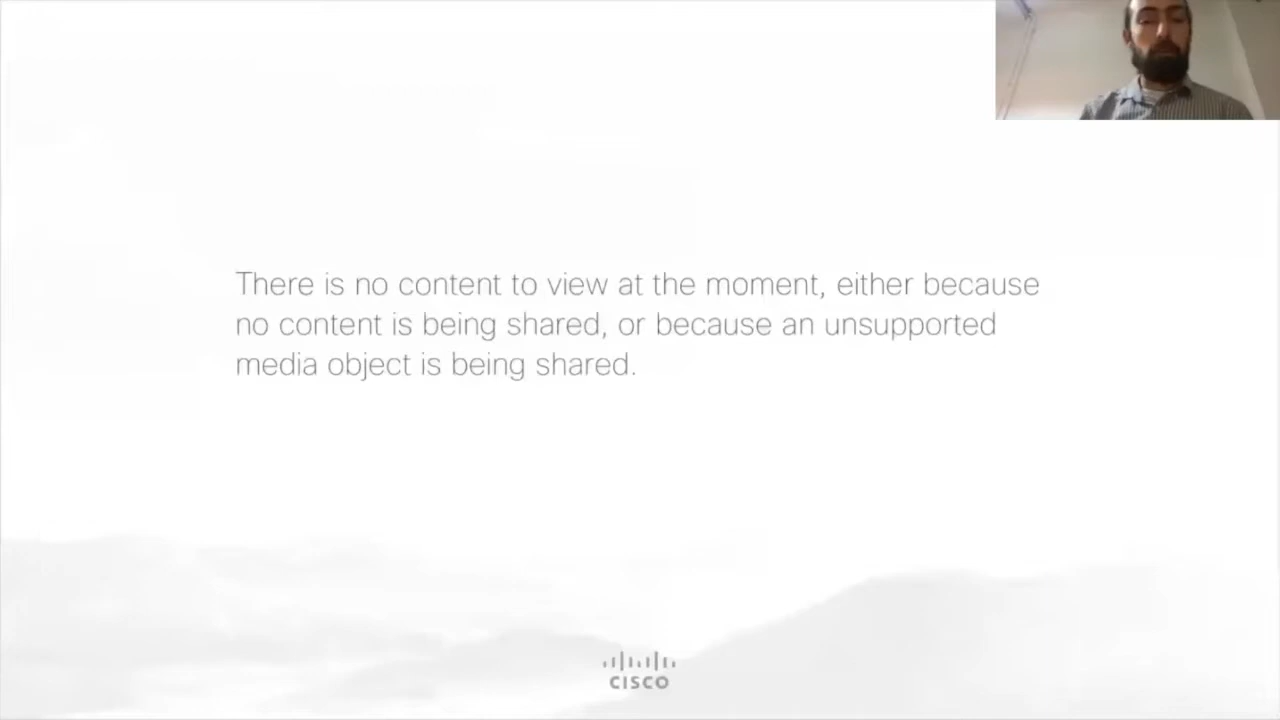 There is no content to view at the moment, either because
no content is being shared, or because an unsupported
media object is being shared.
CISCO